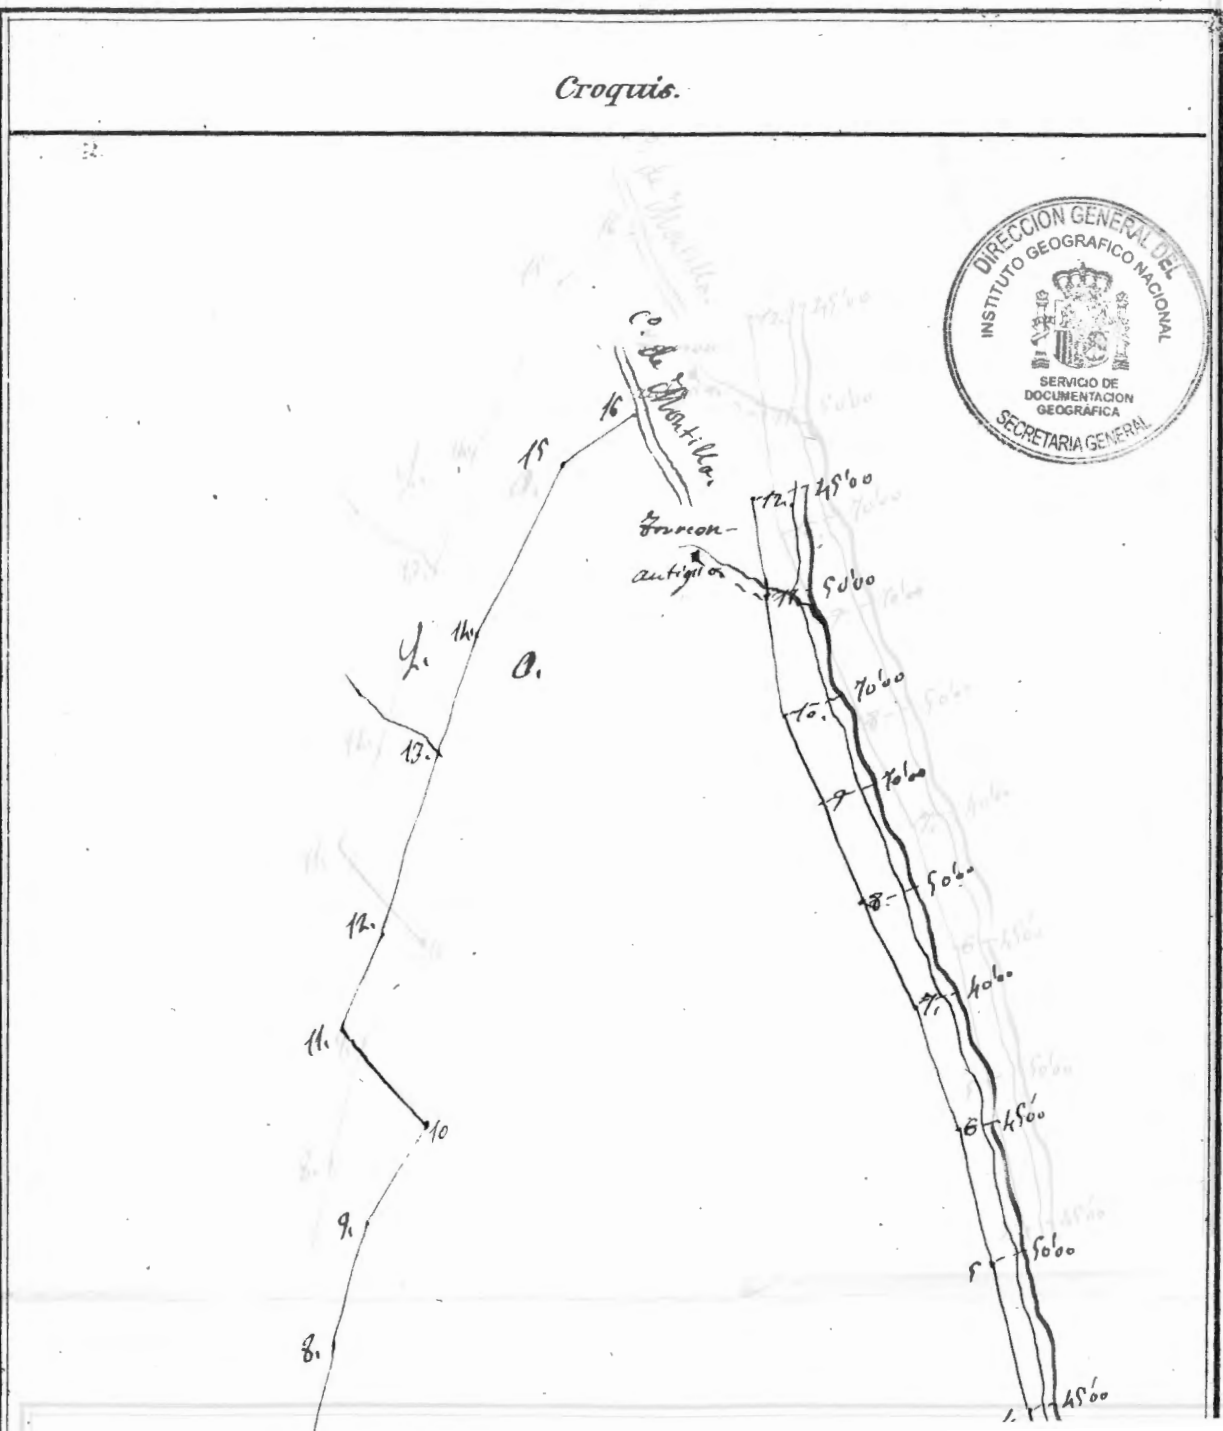 Croquis.
DIRECCION GENERAL DEL
INSTITUTO GEOGRAFICO NACIONAL
SERVICIO DE
DOCUMENTACION
GEOGRÁFICA
SECRETARIA GENERAL
Cº. de Montilla.
16
15
12. 45'00
Torreon-
antiguo.
11. 50'00
14.
O.
10. 70'00
13.
9 70'00
8. 50'00
12.
7. 40'00
11.
10
6 45'00
9.
5 50'00
8.
45'00